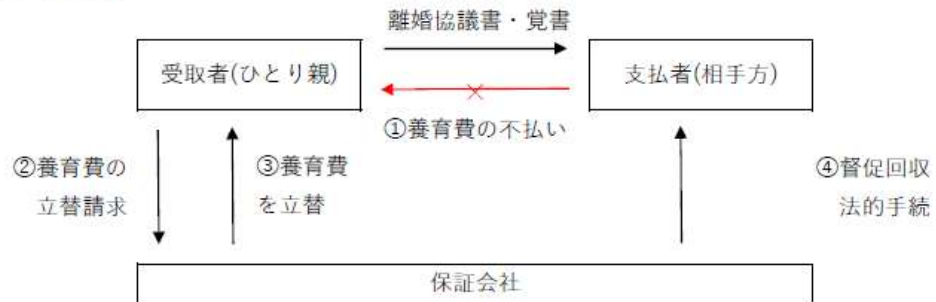 離婚協議書・覚書
受取者(ひとり親)
支払者(相手方)
①養育費の不払い
②養育費の
立替請求
③養育費
を立替
④督促回収
法的手続
保証会社